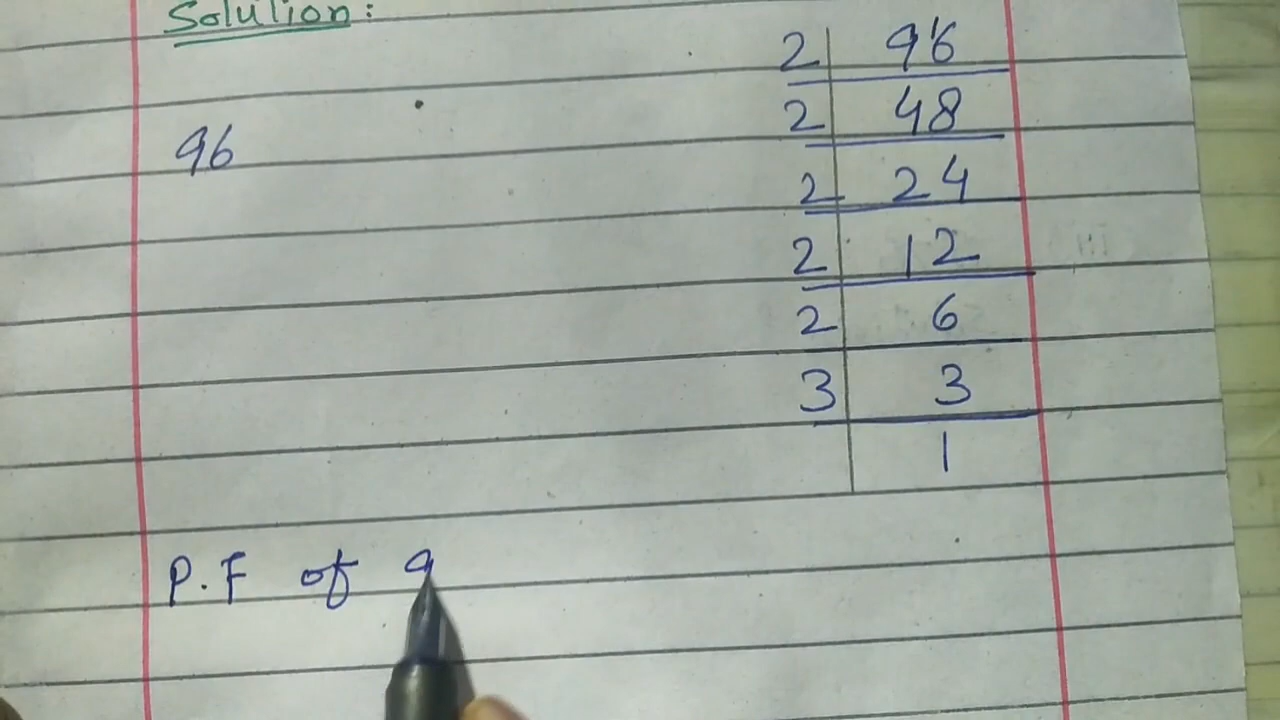 Solution:
96
2 | 96
2 | 48
2 | 24
2 | 12
2 | 6
3 | 3
1
P.F of 9